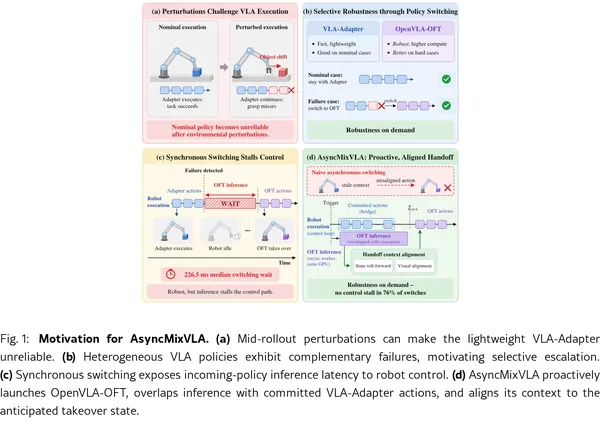 (a) Perturbations Challenge VLA Execution
Nominal execution
Perturbed execution
Object shift
Adapter executes:
task succeeds
Adapter continues:
grasp misses
Nominal policy becomes unreliable
after environmental perturbations.
(b) Selective Robustness through Policy Switching
VLA-Adapter
OpenVLA-OFT
• Fast, lightweight
• Good on nominal cases
• Robust, higher compute
• Better on hard cases
Nominal case:
stay with Adapter
Failure case:
switch to OFT
switch
Robustness on demand
(c) Synchronous Switching Stalls Control
Failure detected
Adapter actions
OFT inference
OFT actions
Robot
execution
WAIT
...
Adapter executes
Robot idle
OFT takes over
Time
226.5 ms median switching wait
Robust, but inference stalls the control path.
(d) AsyncMixVLA: Proactive, Aligned Handoff
Naive asynchronous switching
stale context
misaligned action
Trigger
Committed actions
(bridge)
OFT actions
Robot
execution
(control loop)
OFT inference
(overlapped with execution)
OFT inference
(async worker,
same GPU)
Handoff context alignment
State roll-forward
Visual alignment
Robustness on demand –
no control stall in 76% of switches
Fig. 1: Motivation for AsyncMixVLA. (a) Mid-rollout perturbations can make the lightweight VLA-Adapter
unreliable. (b) Heterogeneous VLA policies exhibit complementary failures, motivating selective escalation.
(c) Synchronous switching exposes incoming-policy inference latency to robot control. (d) AsyncMixVLA proactively
launches OpenVLA-OFT, overlaps inference with committed VLA-Adapter actions, and aligns its context to the
anticipated takeover state.